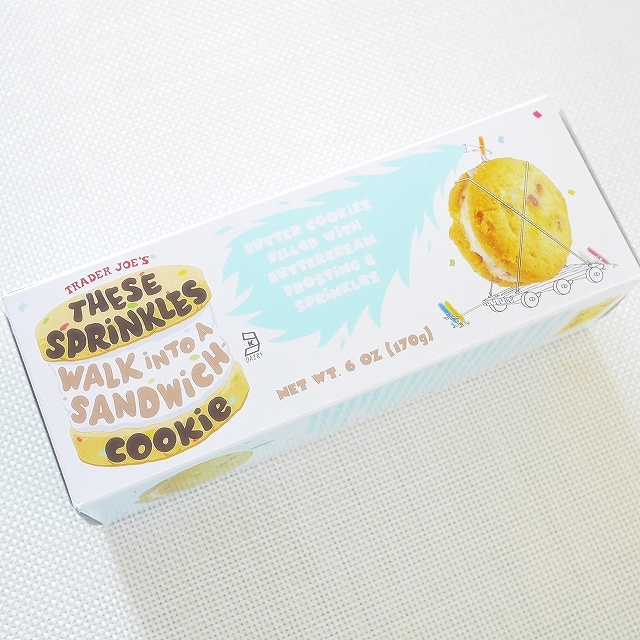 TRADER JOE'S®
THESE
SPRiNKLES
WALK iNTO A
SANDWiCH
COOKie
BUTTER COOKIES
FILLED WITH
BUTTERCREAM
FROSTING &
SPRINKLES
K
DAIRY
NET WT. 6 OZ (170g)